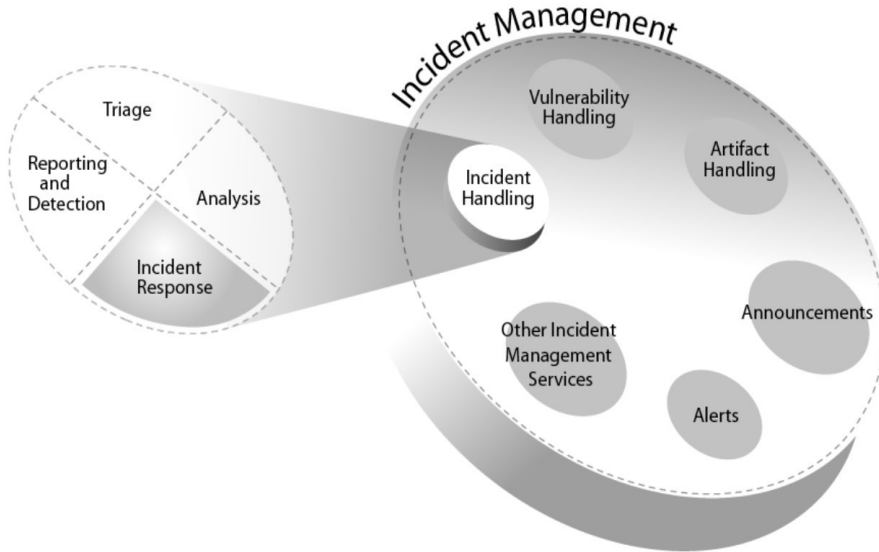 Incident Management
Triage
Reporting
and
Detection
Analysis
Incident
Response
Incident
Handling
Vulnerability
Handling
Artifact
Handling
Announcements
Other Incident
Management
Services
Alerts